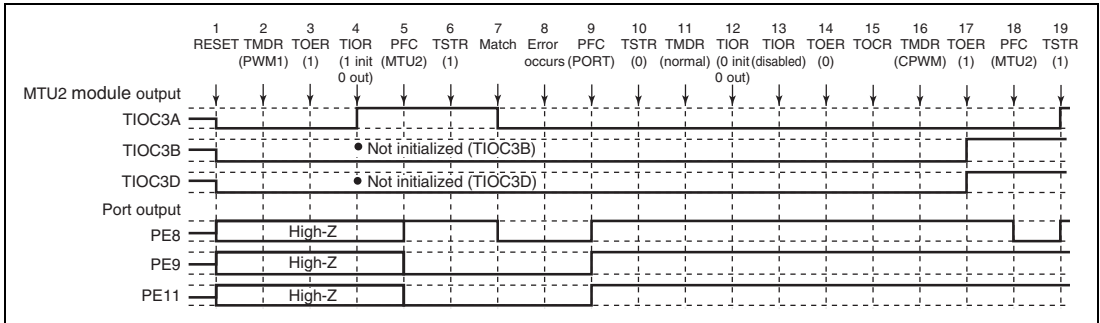 1 2 3 4 5 6 7 8 9 10 11 12 13 14 15 16 17 18 19
RESET TMDR TOER TIOR PFC TSTR Match Error PFC TSTR TMDR TIOR TIOR TOER TOCR TMDR TOER PFC TSTR
(PWM1) (1) (1 init (MTU2) (1) occurs (PORT) (0) (normal) (0 init (disabled) (0) (CPWM) (1) (MTU2) (1)
0 out) 0 out)
MTU2 module output
TIOC3A
TIOC3B • Not initialized (TIOC3B)
TIOC3D • Not initialized (TIOC3D)
Port output
PE8 High-Z
PE9 High-Z
PE11 High-Z